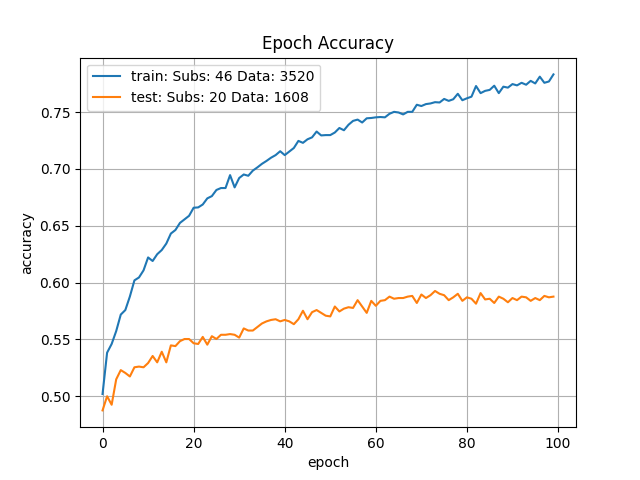 Epoch Accuracy
train: Subs: 46 Data: 3520
test: Subs: 20 Data: 1608
accuracy
0.75
0.70
0.65
0.60
0.55
0.50
0 20 40 60 80 100
epoch